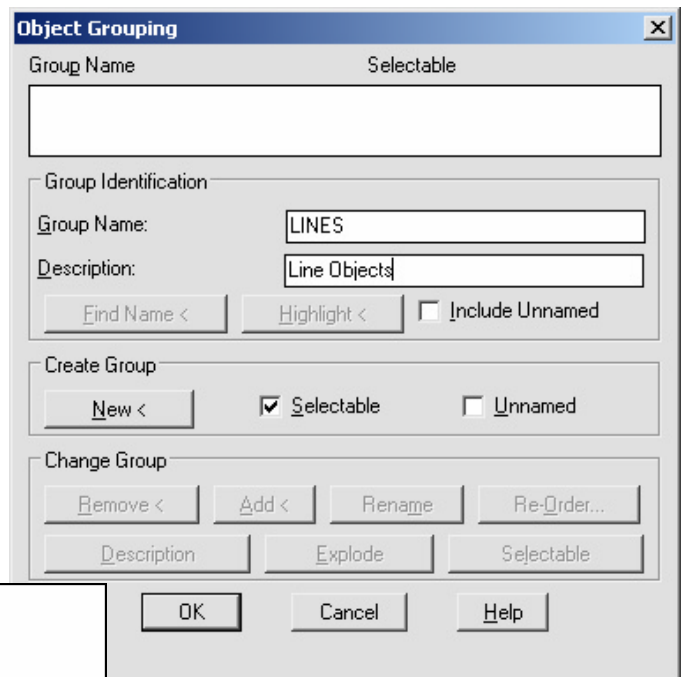 Object Grouping
Group Name Selectable
Group Identification
Group Name: LINES
Description: Line Objects
Find Name < Highlight < Include Unnamed
Create Group
New < Selectable Unnamed
Change Group
Remove < Add < Rename Re-Order...
Description Explode Selectable
OK Cancel Help